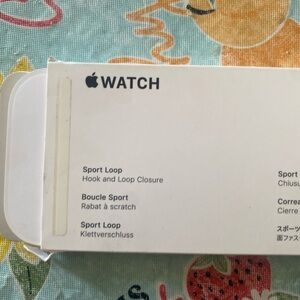 WATCH
Sport Loop
Hook and Loop Closure
Boucle Sport
Rabat à scratch
Sport Loop
Klettverschluss
Sport
Chius
Correa
Cierre
スポーツ
面ファス